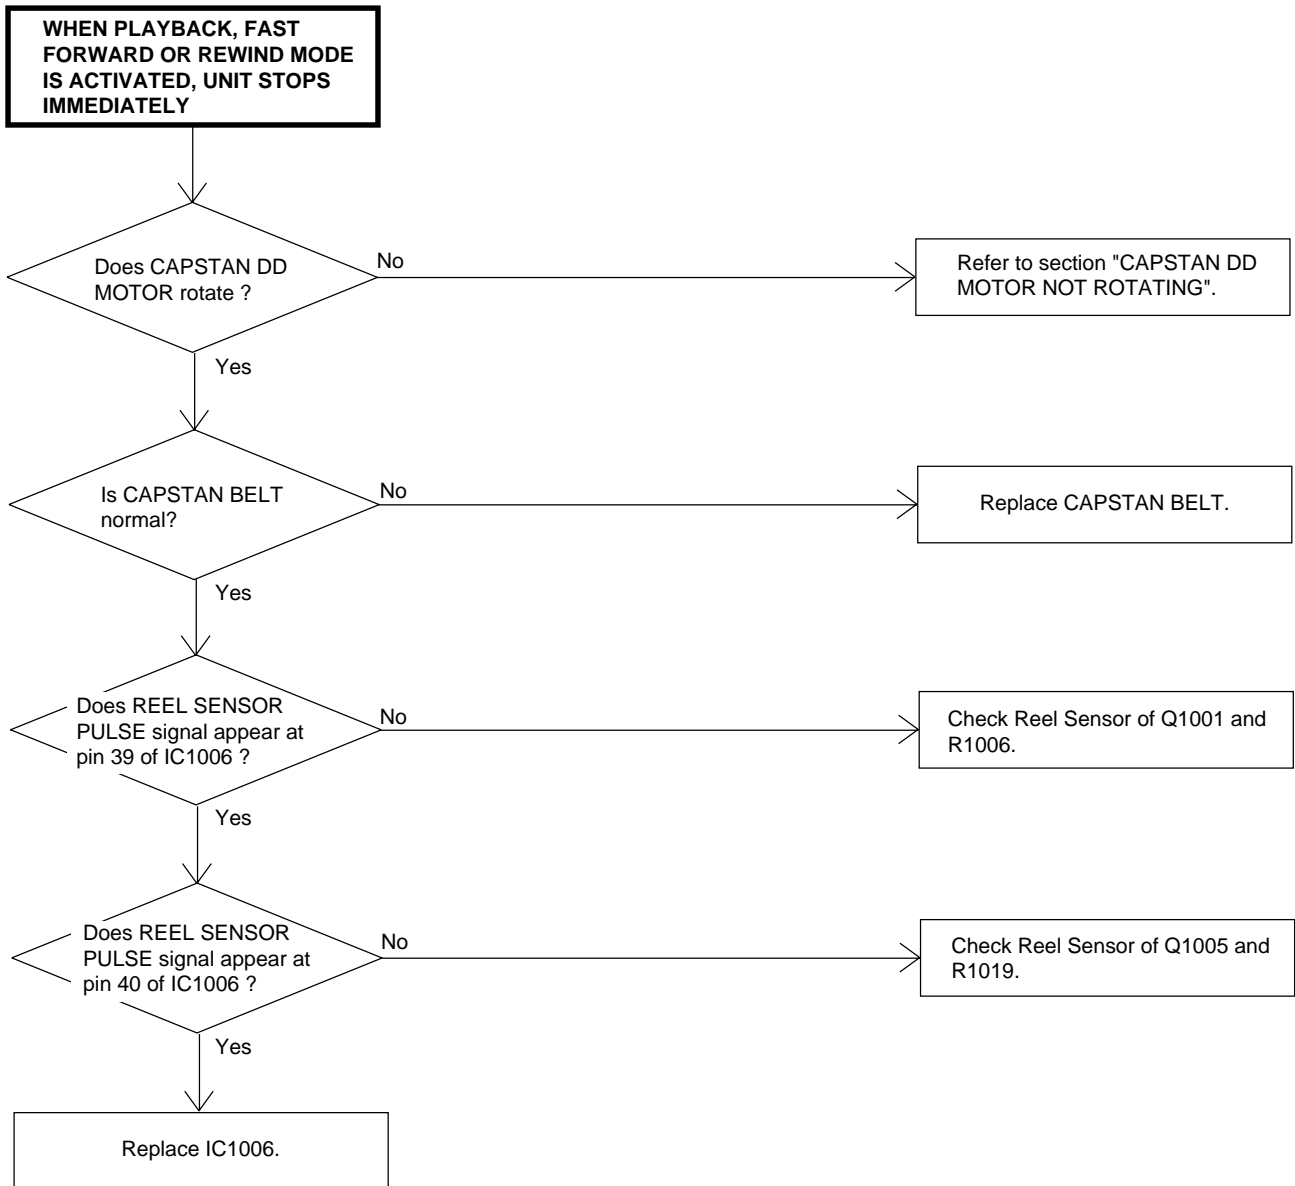 WHEN PLAYBACK, FAST
FORWARD OR REWIND MODE
IS ACTIVATED, UNIT STOPS
IMMEDIATELY
Does CAPSTAN DD
MOTOR rotate ?
No
Refer to section "CAPSTAN DD
MOTOR NOT ROTATING".
Yes
Is CAPSTAN BELT
normal?
No
Replace CAPSTAN BELT.
Yes
Does REEL SENSOR
PULSE signal appear at
pin 39 of IC1006 ?
No
Check Reel Sensor of Q1001 and
R1006.
Yes
Does REEL SENSOR
PULSE signal appear at
pin 40 of IC1006 ?
No
Check Reel Sensor of Q1005 and
R1019.
Yes
Replace IC1006.